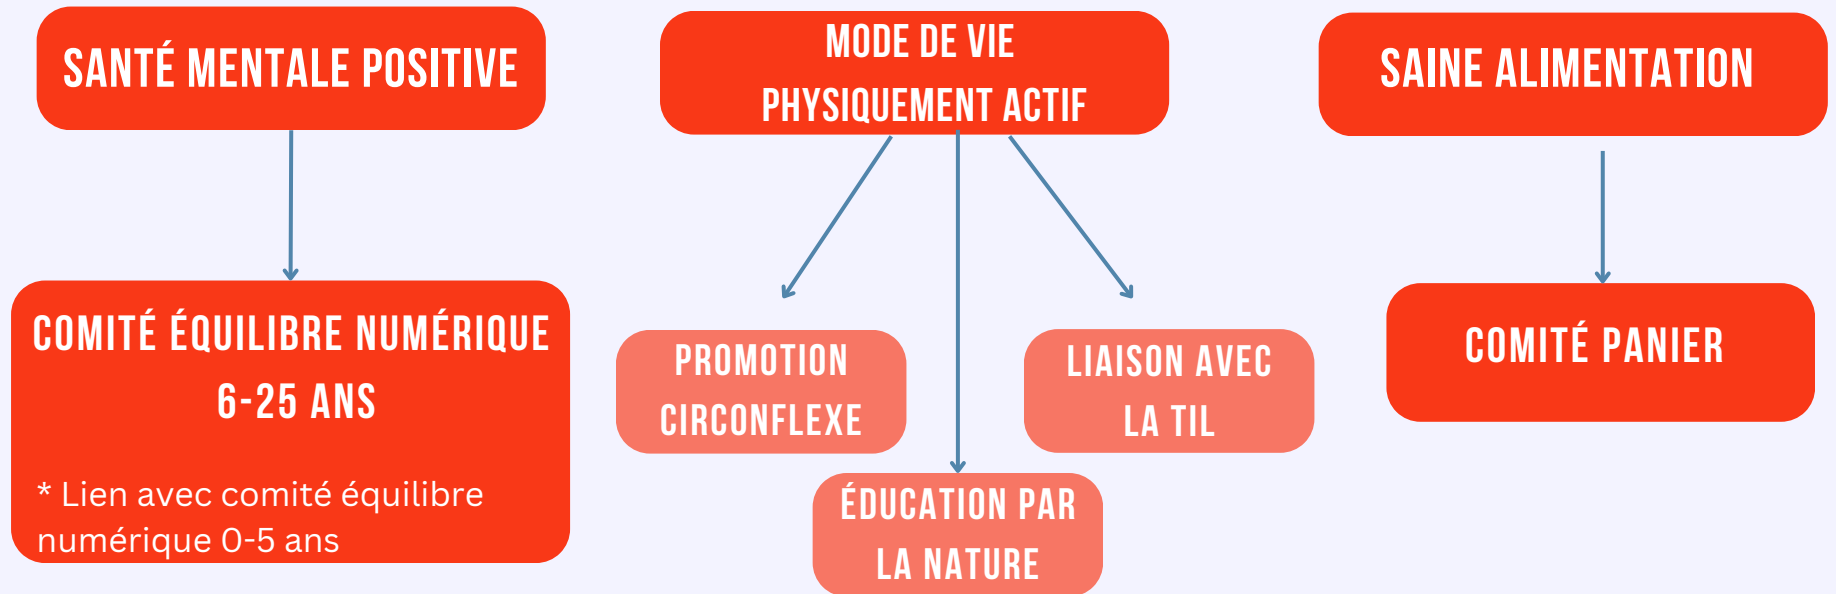 SANTÉ MENTALE POSITIVE
MODE DE VIE
PHYSIQUEMENT ACTIF
SAINE ALIMENTATION
COMITÉ ÉQUILIBRE NUMÉRIQUE
6-25 ANS
* Lien avec comité équilibre
numérique 0-5 ans
PROMOTION
CIRCONFLEXE
ÉDUCATION PAR
LA NATURE
LIAISON AVEC
LA TIL
COMITÉ PANIER